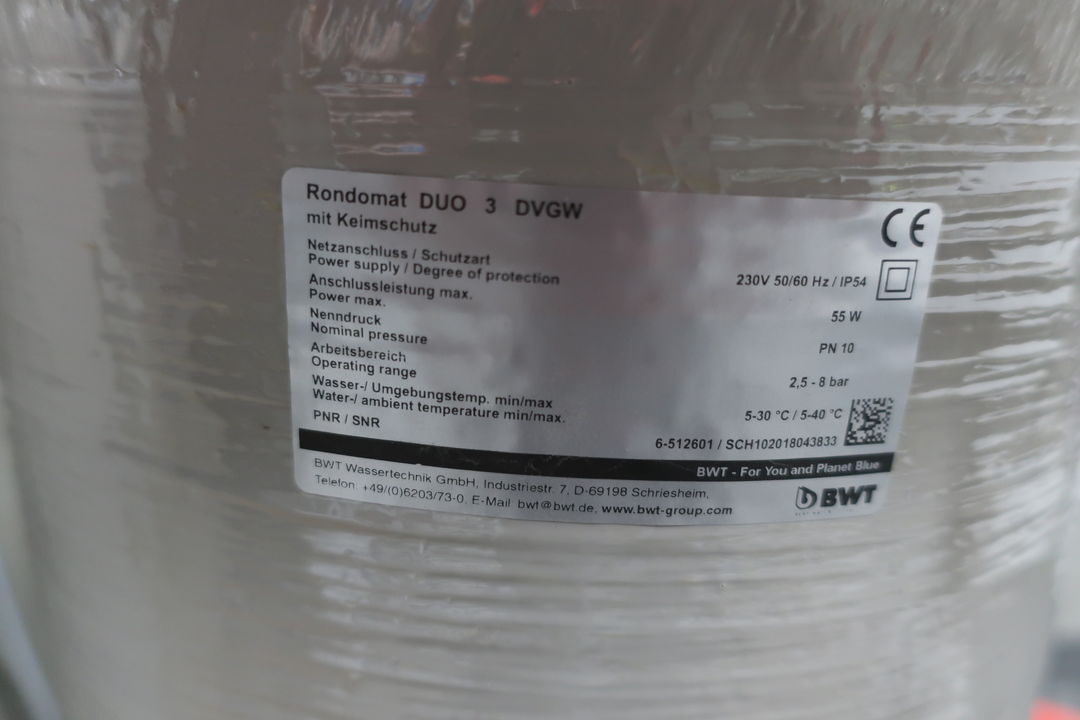 Rondomat DUO 3 DVGW
mit Keimschutz
CE
Netzanschluss / Schutzart
Power supply / Degree of protection
230V 50/60 Hz / IP54
Anschlussleistung max.
Power max.
55 W
Nenndruck
Nominal pressure
PN 10
Arbeitsbereich
Operating range
2,5 - 8 bar
Wasser-/ Umgebungstemp. min/max
Water-/ ambient temperature min/max.
5-30 °C / 5-40 °C
PNR / SNR
6-512601 / SCH102018043833
BWT - For You and Planet Blue
BWT Wassertechnik GmbH, Industriestr. 7, D-69198 Schriesheim,
Telefon: +49/(0)6203/73-0, E-Mail: bwt@bwt.de, www.bwt-group.com
BWT